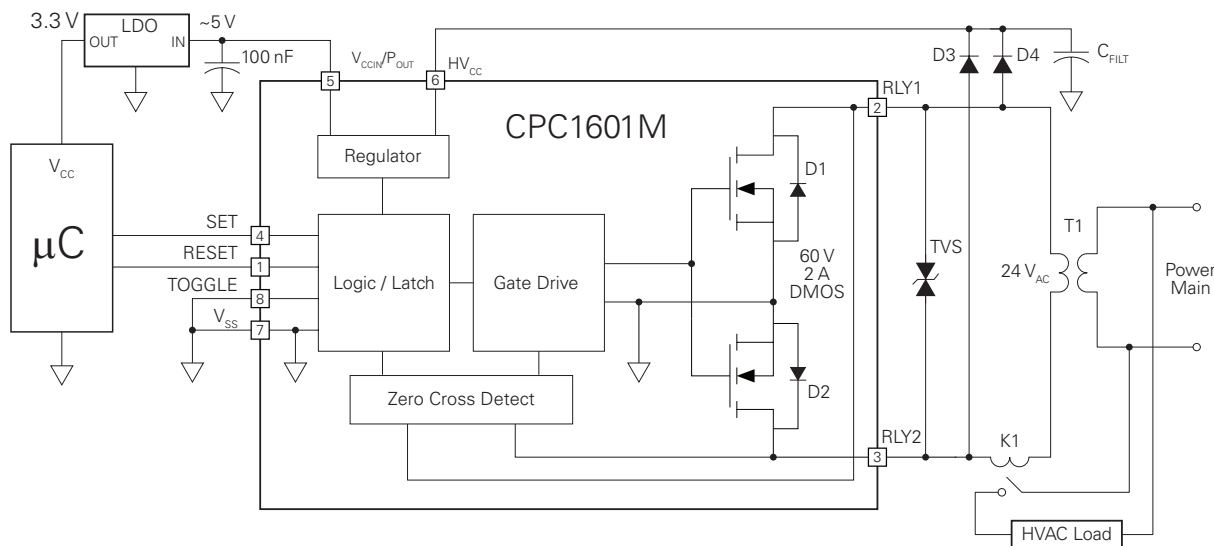 3.3 V
LDO
OUT
IN
~5 V
100 nF
V_CCIN/P_OUT
HV_CC
5
6
D3
D4
C_FILT
RLY1
2
CPC1601M
Regulator
V_CC
μC
SET
4
RESET
1
TOGGLE
8
V_SS
7
Logic / Latch
Gate Drive
Zero Cross Detect
D1
60 V
2 A
DMOS
D2
TVS
24 V_AC
T1
Power
Main
RLY2
3
K1
HVAC Load